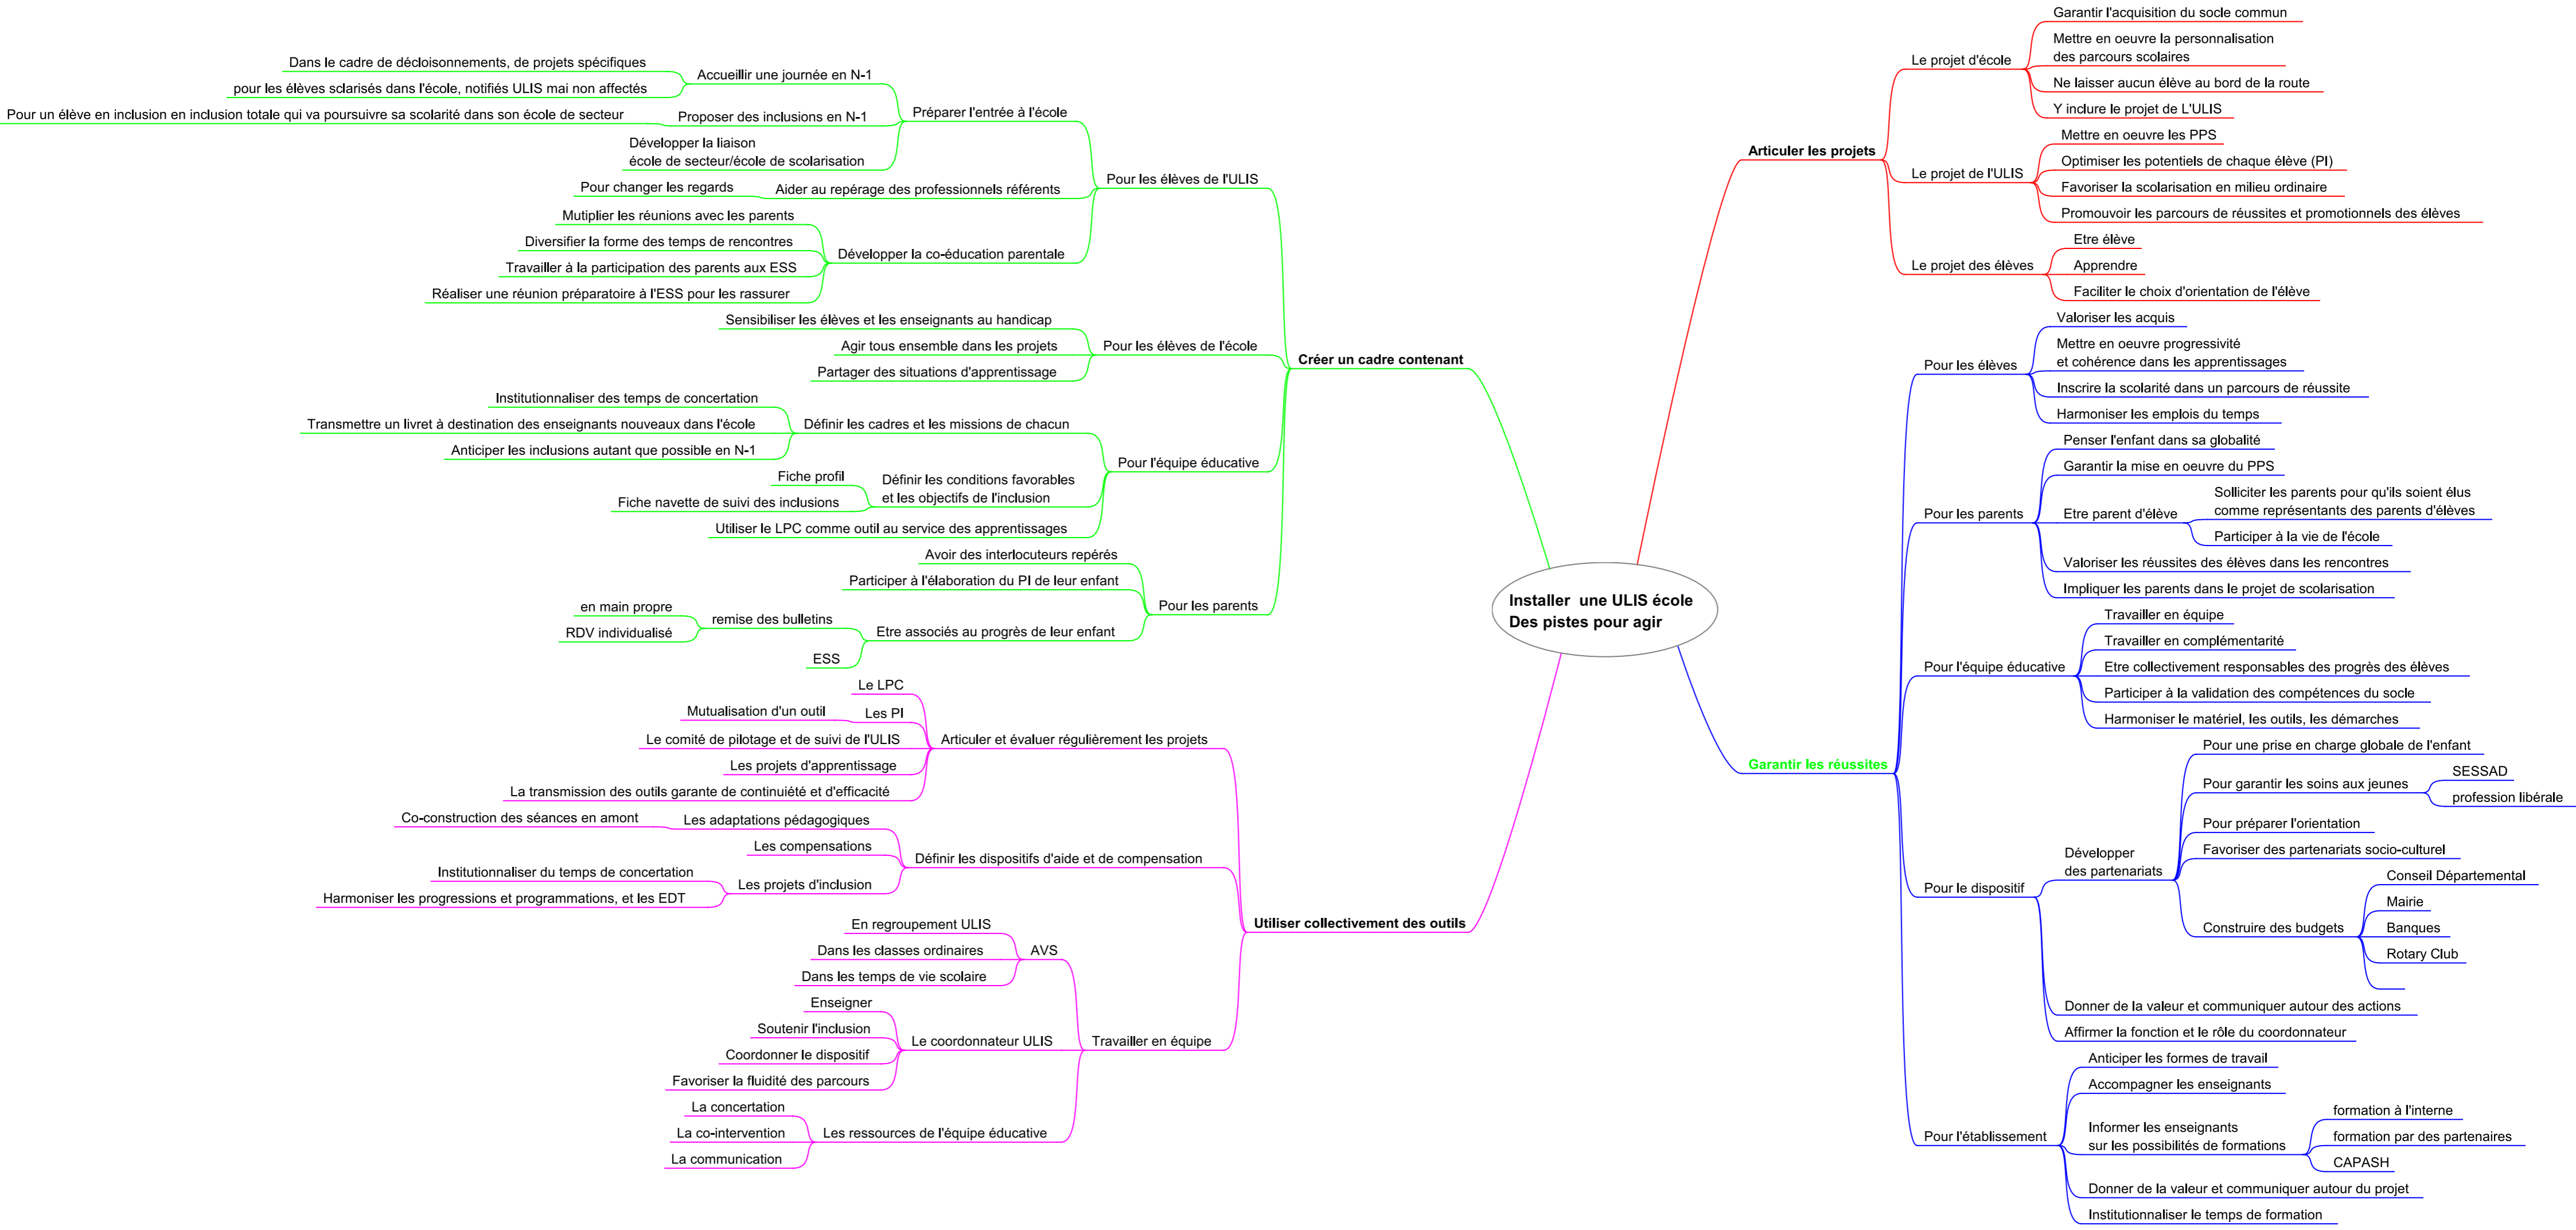 Installer une ULIS école
Des pistes pour agir
Articuler les projets
Le projet d'école
Garantir l'acquisition du socle commun
Mettre en oeuvre la personnalisation
des parcours scolaires
Ne laisser aucun élève au bord de la route
Y inclure le projet de L'ULIS
Le projet de l'ULIS
Mettre en oeuvre les PPS
Optimiser les potentiels de chaque élève (PI)
Favoriser la scolarisation en milieu ordinaire
Promouvoir les parcours de réussites et promotionnels des élèves
Le projet des élèves
Etre élève
Apprendre
Faciliter le choix d'orientation de l'élève
Garantir les réussites
Pour les élèves
Valoriser les acquis
Mettre en oeuvre progressivité
et cohérence dans les apprentissages
Inscrire la scolarité dans un parcours de réussite
Harmoniser les emplois du temps
Pour les parents
Penser l'enfant dans sa globalité
Garantir la mise en oeuvre du PPS
Etre parent d'élève
Solliciter les parents pour qu'ils soient élus
comme représentants des parents d'élèves
Participer à la vie de l'école
Valoriser les réussites des élèves dans les rencontres
Impliquer les parents dans le projet de scolarisation
Pour l'équipe éducative
Travailler en équipe
Travailler en complémentarité
Etre collectivement responsables des progrès des élèves
Participer à la validation des compétences du socle
Harmoniser le matériel, les outils, les démarches
Pour le dispositif
Développer
des partenariats
Pour une prise en charge globale de l'enfant
Pour garantir les soins aux jeunes
SESSAD
profession libérale
Pour préparer l'orientation
Favoriser des partenariats socio-culturel
Construire des budgets
Conseil Départemental
Mairie
Banques
Rotary Club
Donner de la valeur et communiquer autour des actions
Affirmer la fonction et le rôle du coordonnateur
Pour l'établissement
Anticiper les formes de travail
Accompagner les enseignants
Informer les enseignants
sur les possibilités de formations
formation à l'interne
formation par des partenaires
CAPASH
Donner de la valeur et communiquer autour du projet
Institutionnaliser le temps de formation
Créer un cadre contenant
Pour les élèves de l'ULIS
Préparer l'entrée à l'école
Accueillir une journée en N-1
Dans le cadre de décloisonnements, de projets spécifiques
pour les élèves sclarisés dans l'école, notifiés ULIS mai non affectés
Proposer des inclusions en N-1
Pour un élève en inclusion en inclusion totale qui va poursuivre sa scolarité dans son école de secteur
Développer la liaison
école de secteur/école de scolarisation
Aider au repérage des professionnels référents
Pour changer les regards
Développer la co-éducation parentale
Mutiplier les réunions avec les parents
Diversifier la forme des temps de rencontres
Travailler à la participation des parents aux ESS
Réaliser une réunion préparatoire à l'ESS pour les rassurer
Pour les élèves de l'école
Sensibiliser les élèves et les enseignants au handicap
Agir tous ensemble dans les projets
Partager des situations d'apprentissage
Pour l'équipe éducative
Définir les cadres et les missions de chacun
Institutionnaliser des temps de concertation
Transmettre un livret à destination des enseignants nouveaux dans l'école
Anticiper les inclusions autant que possible en N-1
Définir les conditions favorables
et les objectifs de l'inclusion
Fiche profil
Fiche navette de suivi des inclusions
Utiliser le LPC comme outil au service des apprentissages
Pour les parents
Avoir des interlocuteurs repérés
Participer à l'élaboration du PI de leur enfant
Etre associés au progrès de leur enfant
remise des bulletins
en main propre
RDV individualisé
ESS
Utiliser collectivement des outils
Articuler et évaluer régulièrement les projets
Le LPC
Les PI
Mutualisation d'un outil
Le comité de pilotage et de suivi de l'ULIS
Les projets d'apprentissage
La transmission des outils garante de continuiété et d'efficacité
Définir les dispositifs d'aide et de compensation
Les adaptations pédagogiques
Co-construction des séances en amont
Les compensations
Les projets d'inclusion
Institutionnaliser du temps de concertation
Harmoniser les progressions et programmations, et les EDT
Travailler en équipe
AVS
En regroupement ULIS
Dans les classes ordinaires
Dans les temps de vie scolaire
Le coordonnateur ULIS
Enseigner
Soutenir l'inclusion
Coordonner le dispositif
Favoriser la fluidité des parcours
Les ressources de l'équipe éducative
La concertation
La co-intervention
La communication